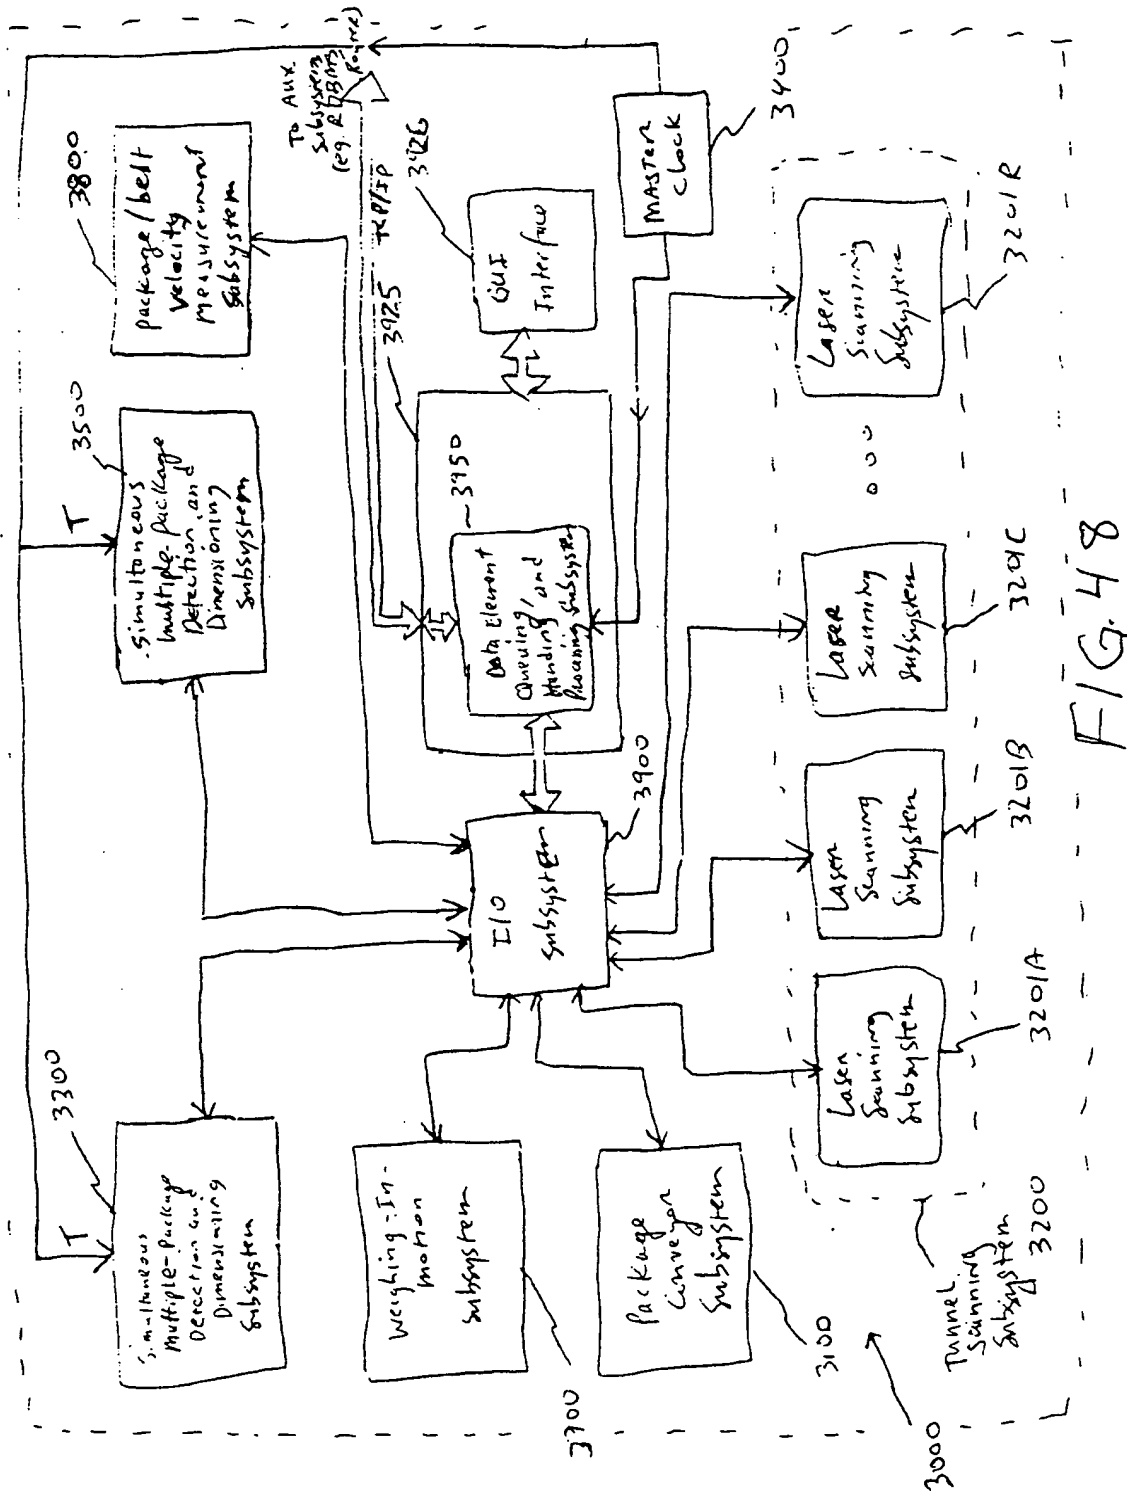 3300
T
Simultaneous
Multiple-Package
Detection and
Dimensioning
Subsystem
3500
T
Simultaneous
Multiple-Package
Detection, and
Dimensioning
Subsystem
3800
Package/belt
Velocity
Measurement
Subsystem
To Aux.
Subsystems
(e.g. RDBMS,
Routers)
TCP/IP
Weighing-In-
motion
Subsystem
3700
I/O
Subsystem
3900
3925
3950
Data Element
Queuing,
Handling, and
Processing Subsystem
3926
GUI
Interface
MASTER
Clock
3400
Package
Conveyor
Subsystem
3100
Laser
Scanning
Subsystem
3201A
Laser
Scanning
Subsystem
3201B
Laser
Scanning
Subsystem
3201C
Laser
Scanning
Subsystem
3201R
3000
Tunnel
Scanning
Subsystem
3200
FIG. 48